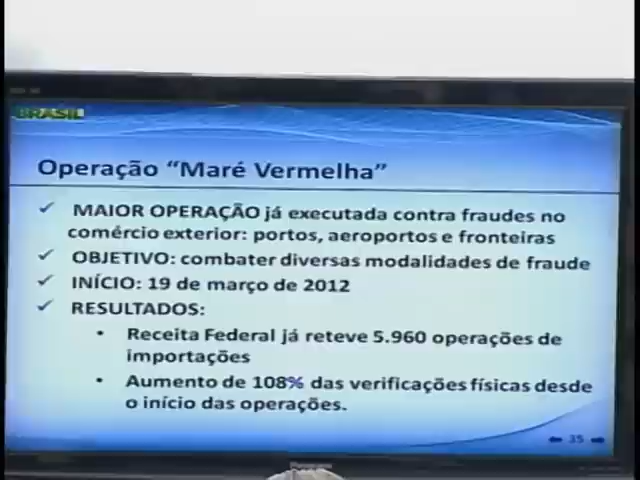 BRASIL
Operação “Maré Vermelha”
✓ MAIOR OPERAÇÃO já executada contra fraudes no
comércio exterior: portos, aeroportos e fronteiras
✓ OBJETIVO: combater diversas modalidades de fraude
✓ INÍCIO: 19 de março de 2012
✓ RESULTADOS:
• Receita Federal já reteve 5.960 operações de
importações
• Aumento de 108% das verificações físicas desde
o início das operações.
35